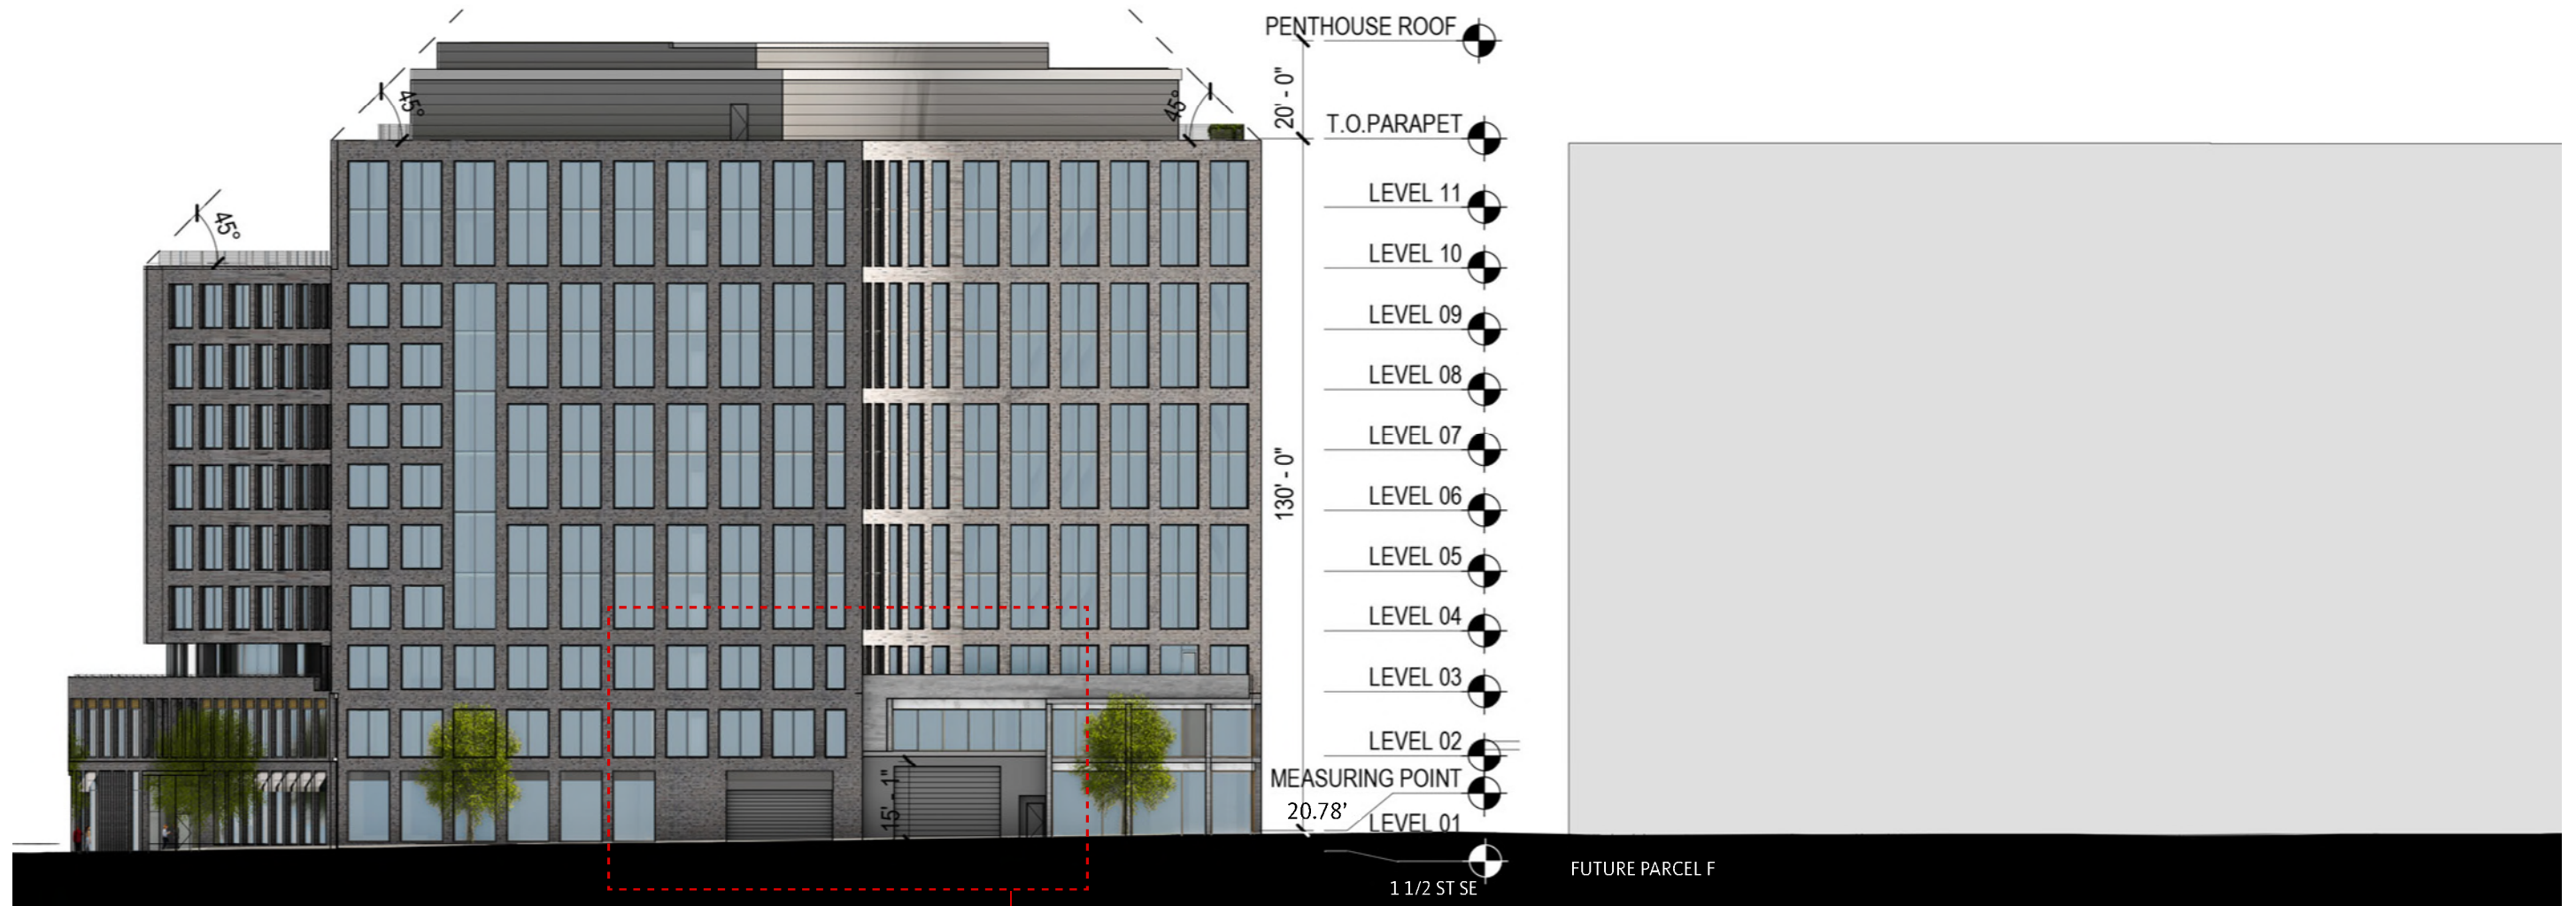 PENTHOUSE ROOF
20' - 0"
45°
45°
T.O.PARAPET
LEVEL 11
45°
LEVEL 10
LEVEL 09
LEVEL 08
LEVEL 07
130' - 0"
LEVEL 06
LEVEL 05
LEVEL 04
LEVEL 03
LEVEL 02
MEASURING POINT
15' - 1"
20.78'
LEVEL 01
FUTURE PARCEL F
1 1/2 ST SE